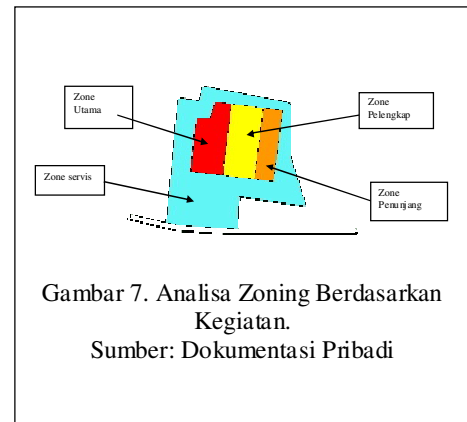 Zone
Utama
Zone
Pelengkap
Zone servis
Zone
Penunjang
Gambar 7. Analisa Zoning Berdasarkan
Kegiatan.
Sumber: Dokumentasi Pribadi